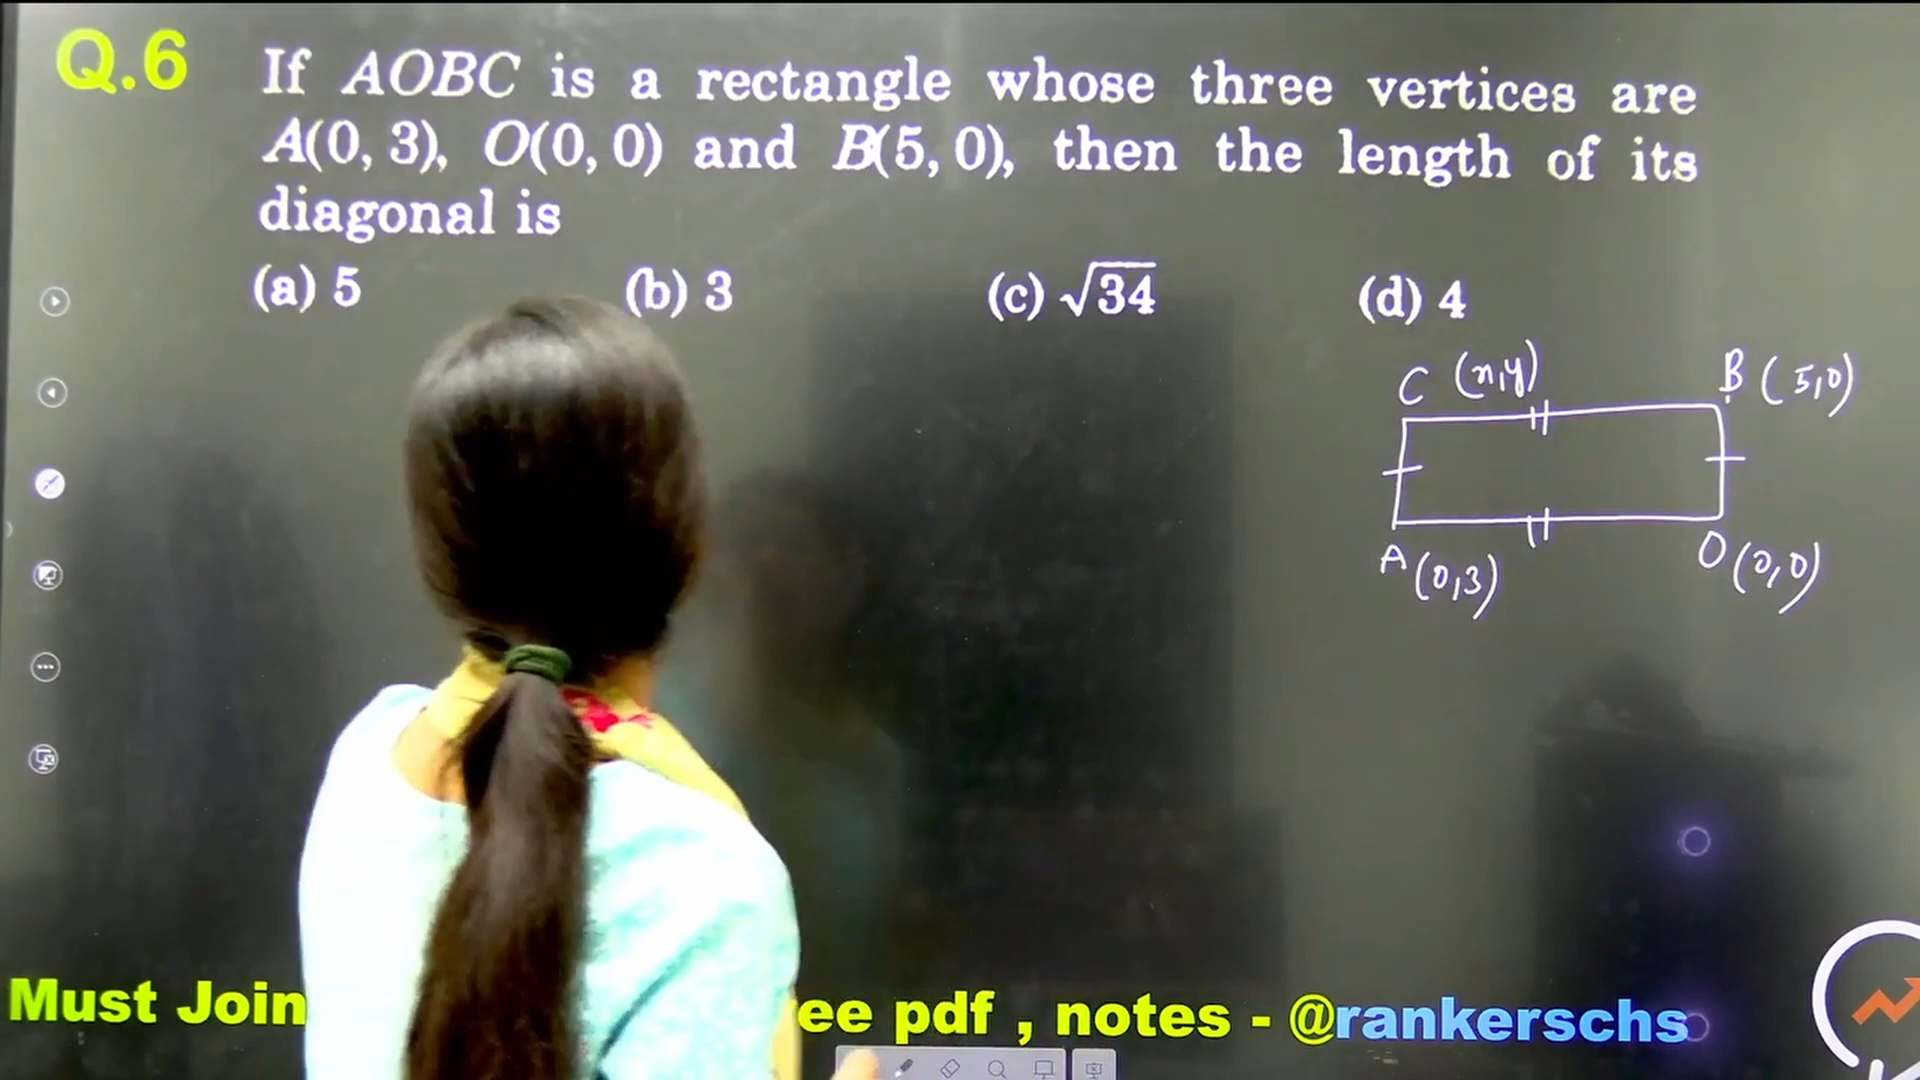 Q.6 If AOBC is a rectangle whose three vertices are
A(0, 3), O(0, 0) and B(5, 0), then the length of its
diagonal is
(a) 5 (b) 3 (c) √34 (d) 4
C (x,y) B (5,0)
A (0,3) O (0,0)
Must Join ee pdf , notes - @rankerschs